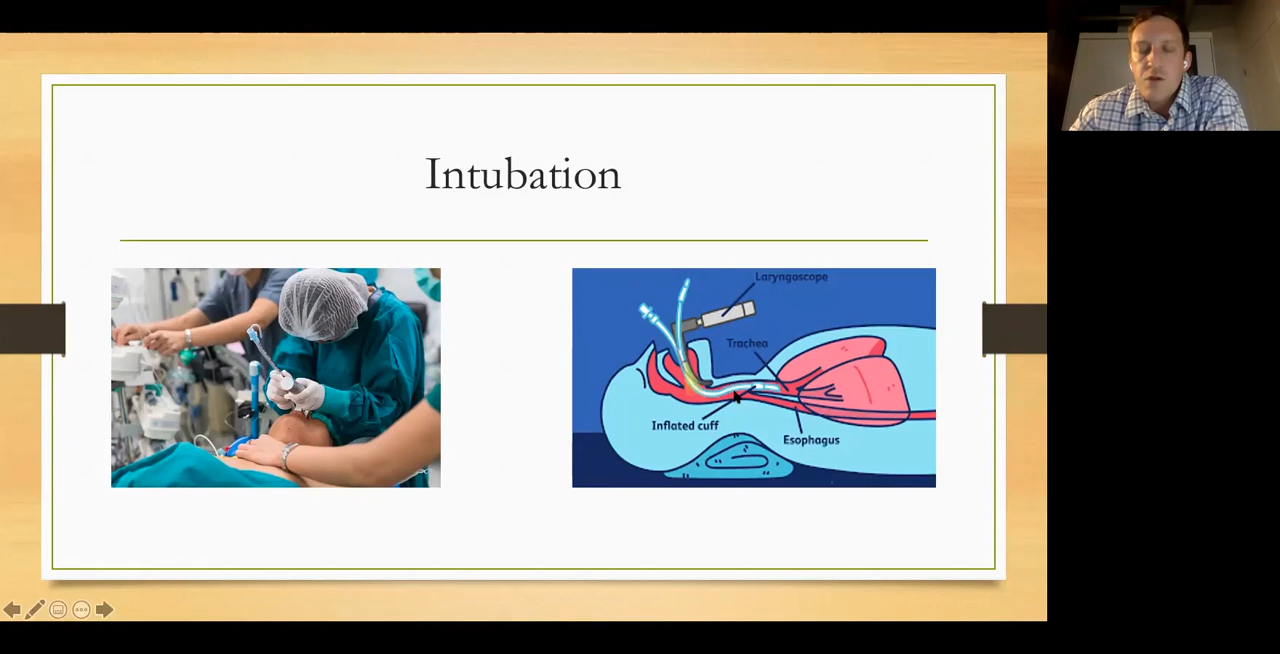 Intubation
Laryngoscope
Trachea
Inflated cuff
Esophagus